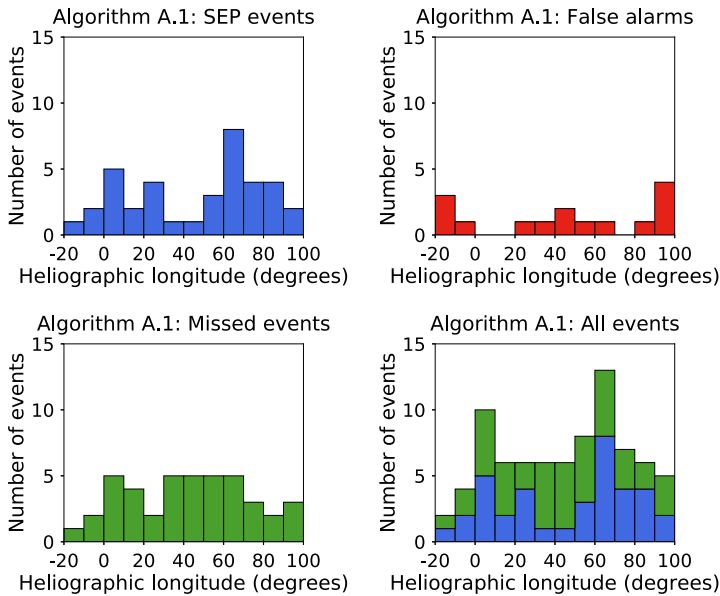 Algorithm A.1: SEP events
15
10
5
0
Number of events
-20 0 20 40 60 80 100
Heliographic longitude (degrees)
Algorithm A.1: False alarms
15
10
5
0
Number of events
-20 0 20 40 60 80 100
Heliographic longitude (degrees)
Algorithm A.1: Missed events
15
10
5
0
Number of events
-20 0 20 40 60 80 100
Heliographic longitude (degrees)
Algorithm A.1: All events
15
10
5
0
Number of events
-20 0 20 40 60 80 100
Heliographic longitude (degrees)